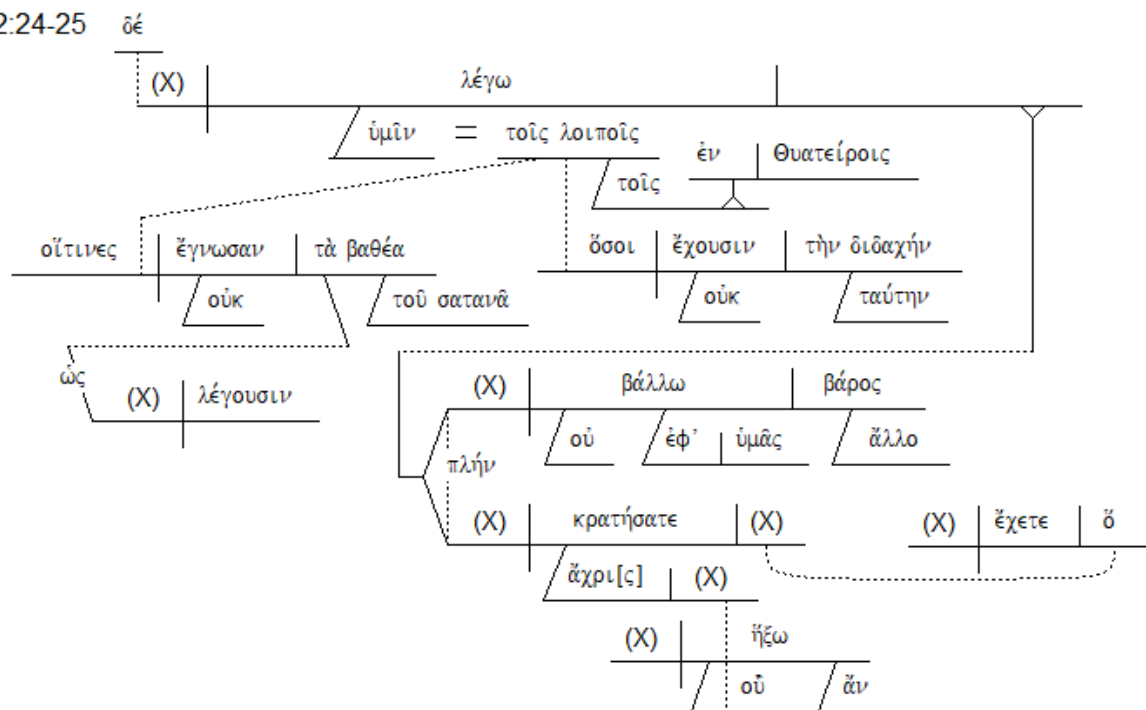 2:24-25 δέ
(X) λέγω
ὑμῖν = τοῖς λοιποῖς ἐν Θυατείροις
τοῖς
οἵτινες ἔγνωσαν τὰ βαθέα ὅσοι ἔχουσιν τὴν διδαχήν
οὐκ τοῦ σατανᾶ οὐκ ταύτην
ὡς (X) λέγουσιν (X) βάλλω βάρος
οὐ ἐφ' ὑμᾶς ἄλλο
πλήν
(X) κρατήσατε (X) (X) ἔχετε ὅ
ἄχρι[ς] (X)
(X) ἥξω
οὗ ἄν